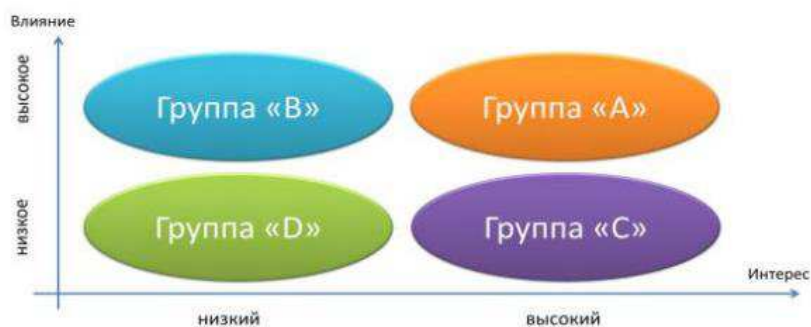 Влияние
высокое
Группа «В»
Группа «А»
низкое
Группа «D»
Группа «С»
Интерес
низкий
высокий